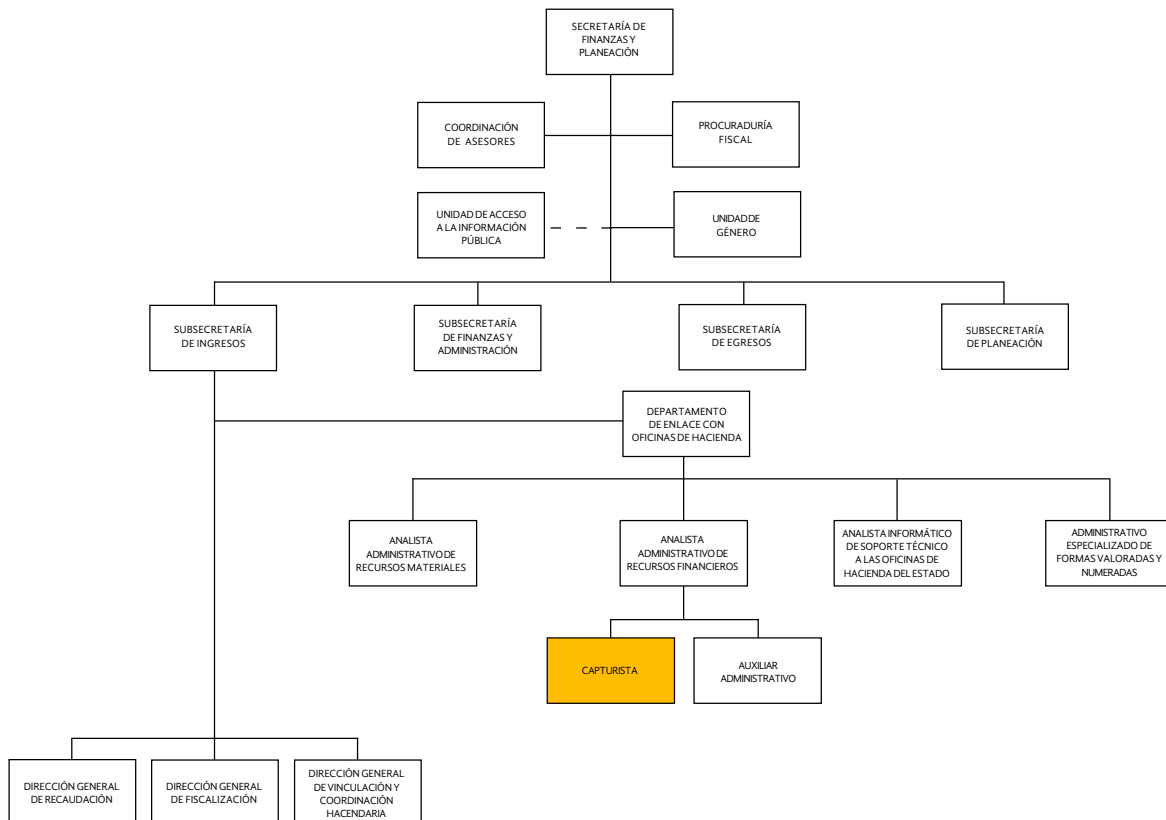 SECRETARÍA DE
FINANZAS Y
PLANEACIÓN
COORDINACIÓN
DE ASESORES
PROCURADURÍA
FISCAL
UNIDAD DE ACCESO
A LA INFORMACIÓN
PÚBLICA
UNIDAD DE
GÉNERO
SUBSECRETARÍA
DE INGRESOS
SUBSECRETARÍA
DE FINANZAS Y
ADMINISTRACIÓN
SUBSECRETARÍA
DE EGRESOS
SUBSECRETARÍA
DE PLANEACIÓN
DEPARTAMENTO
DE ENLACE CON
OFICINAS DE HACIENDA
ANALISTA
ADMINISTRATIVO DE
RECURSOS MATERIALES
ANALISTA
ADMINISTRATIVO DE
RECURSOS FINANCIEROS
ANALISTA INFORMÁTICO
DE SOPORTE TÉCNICO
A LAS OFICINAS DE
HACIENDA DEL ESTADO
ADMINISTRATIVO
ESPECIALIZADO DE
FORMAS VALORADAS Y
NUMERADAS
CAPTURISTA
AUXILIAR
ADMINISTRATIVO
DIRECCIÓN GENERAL
DE RECAUDACIÓN
DIRECCIÓN GENERAL
DE FISCALIZACIÓN
DIRECCIÓN GENERAL
DE VINCULACIÓN Y
COORDINACIÓN
HACENDARIA